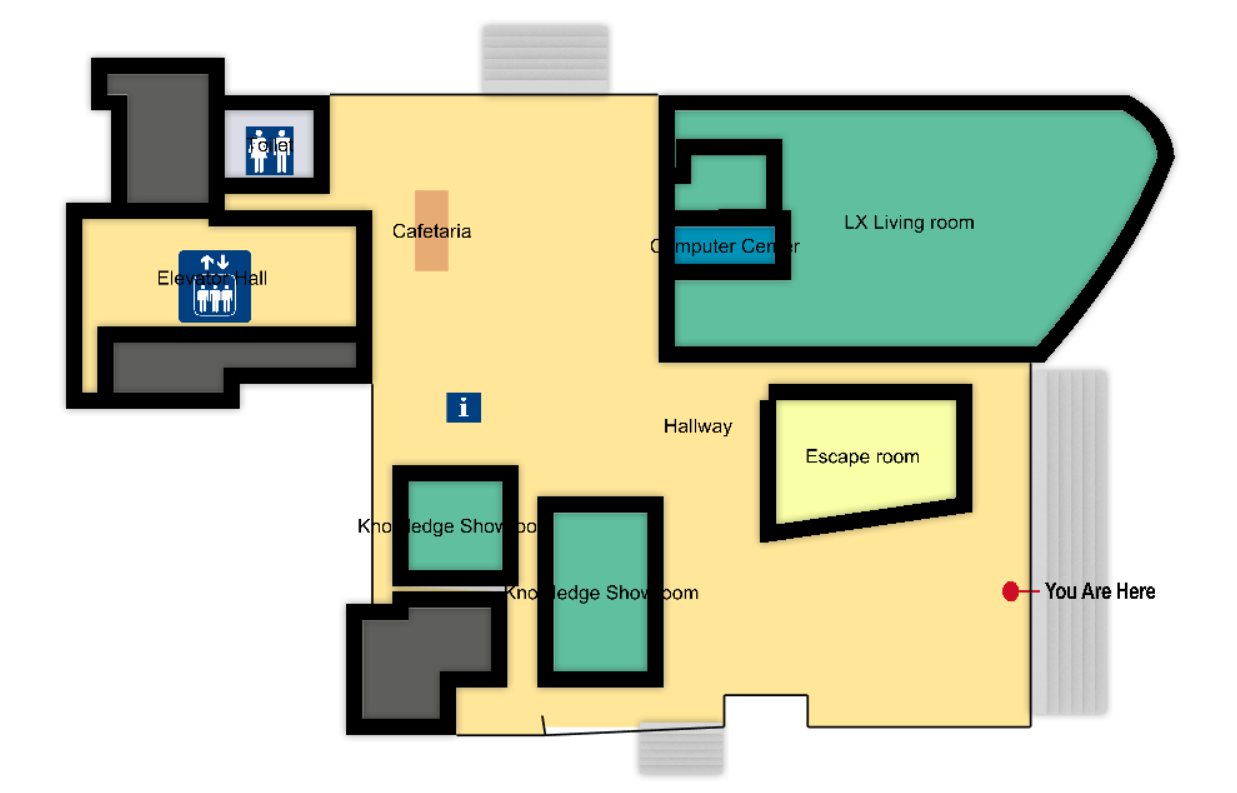 Toilet
LX Living room
Cafetaria
Computer Center
Elevator Hall
i
Hallway
Escape room
Knowledge Showroom
Knowledge Showroom
You Are Here